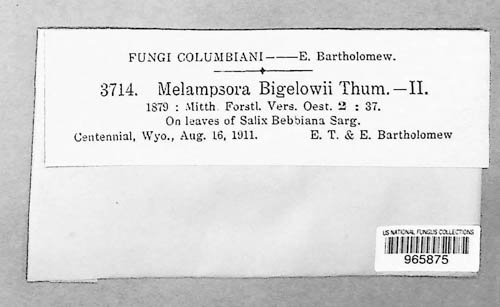 FUNGI COLUMBIANI——E. Bartholomew.
3714. Melampsora Bigelowii Thum.—II.
1879 : Mitth. Forstl. Vers. Oest. 2 : 37.
On leaves of Salix Bebbiana Sarg.
Centennial, Wyo., Aug. 16, 1911. E. T. & E. Bartholomew
US NATIONAL FUNGUS COLLECTIONS
965875